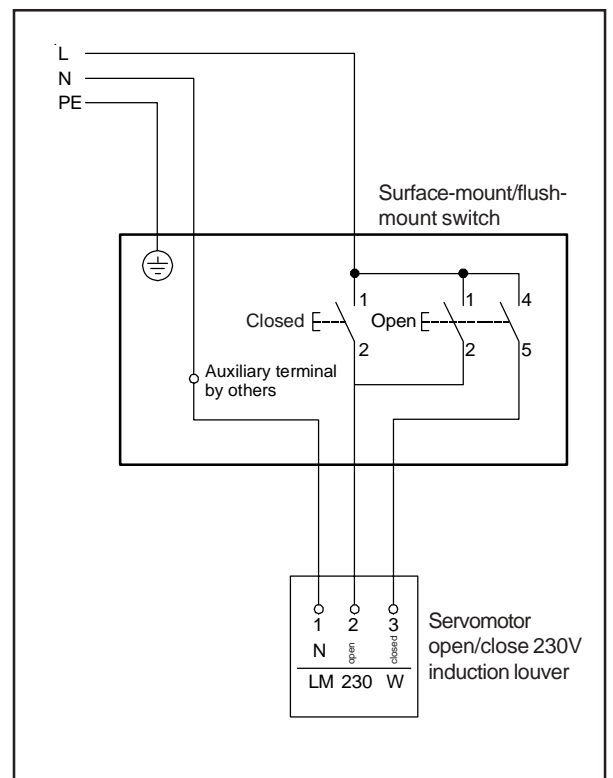 L
N
PE
Surface-mount/flush-
mount switch
1
1
4
Closed
Open
2
2
5
Auxiliary terminal
by others
1
2
3
N
open
closed
LM 230 W
Servomotor
open/close 230V
induction louver